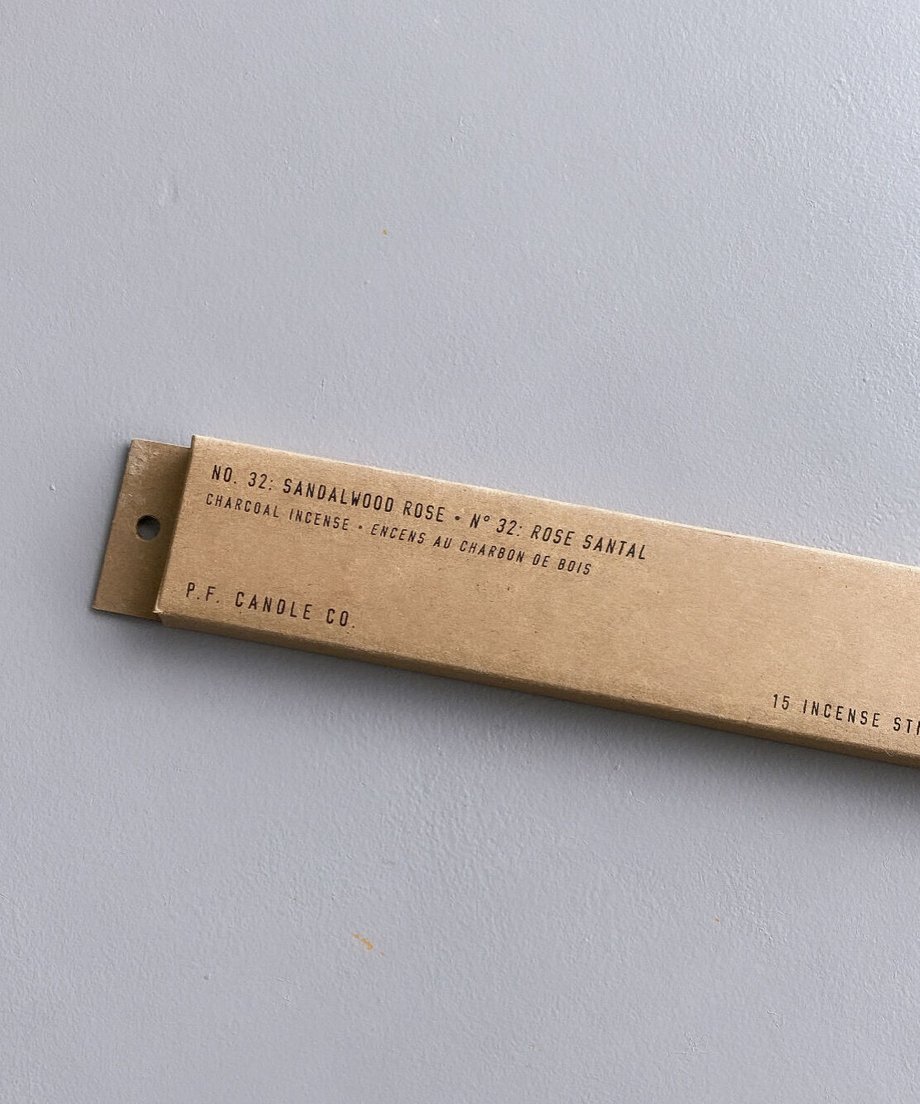 NO. 32: SANDALWOOD ROSE • N° 32: ROSE SANTAL
CHARCOAL INCENSE • ENCENS AU CHARBON DE BOIS
P.F. CANDLE CO.
15 INCENSE